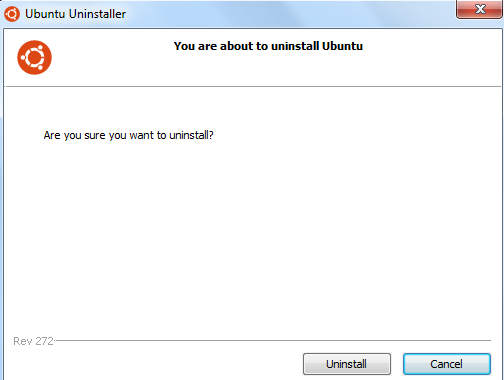 Ubuntu Uninstaller
You are about to uninstall Ubuntu
Are you sure you want to uninstall?
Rev 272
Uninstall
Cancel